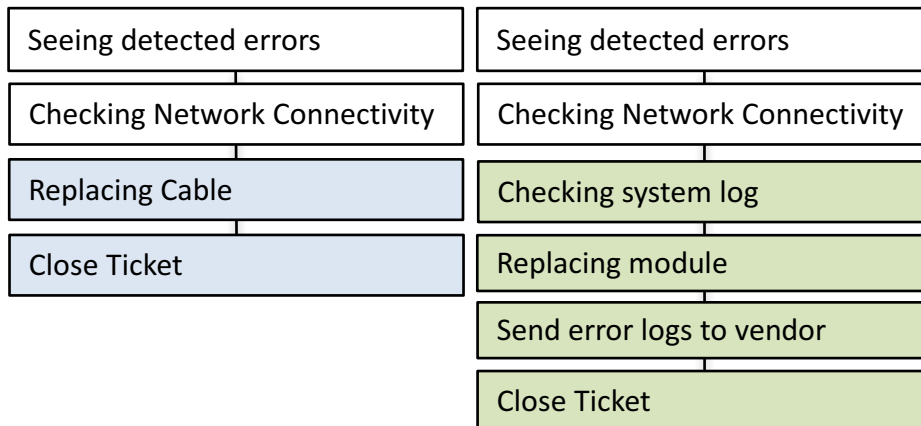 Seeing detected errors
Checking Network Connectivity
Replacing Cable
Close Ticket
Seeing detected errors
Checking Network Connectivity
Checking system log
Replacing module
Send error logs to vendor
Close Ticket